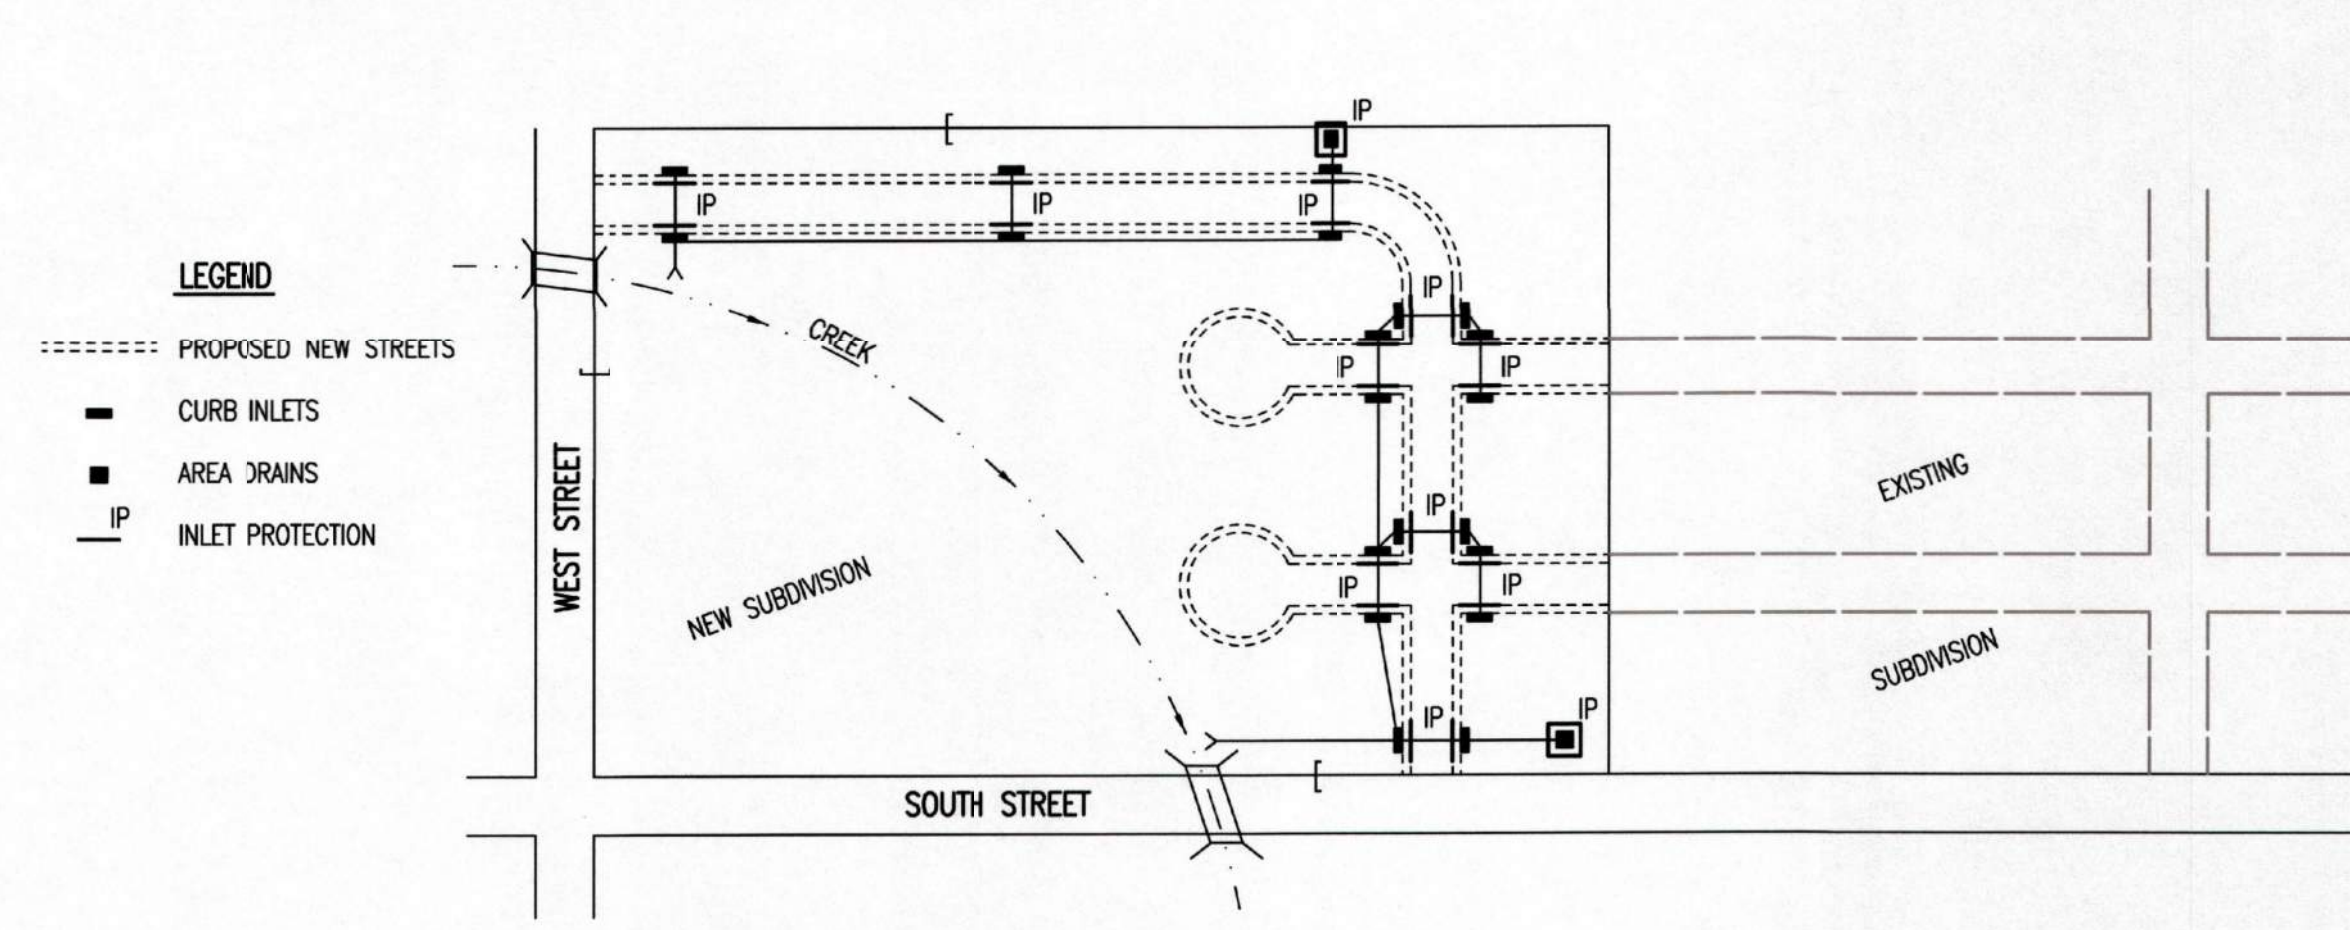 LEGEND
PROPOSED NEW STREETS
CURB INLETS
AREA DRAINS
IP
INLET PROTECTION
IP
IP
IP
IP
IP
CREEK
IP
IP
WEST STREET
NEW SUBDIVISION
IP
IP
IP
IP
IP
SOUTH STREET
EXISTING
SUBDIVISION